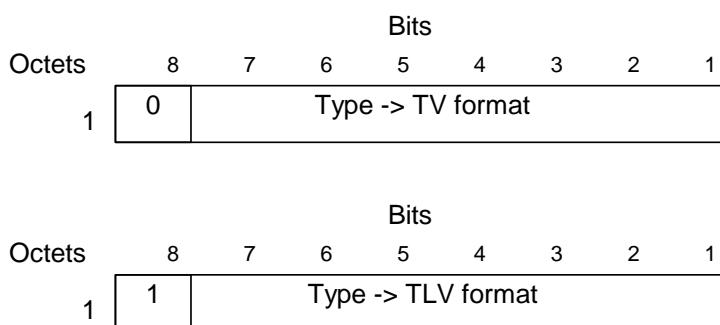 Bits
Octets 8 7 6 5 4 3 2 1
1 0 Type -> TV format
Bits
Octets 8 7 6 5 4 3 2 1
1 1 Type -> TLV format